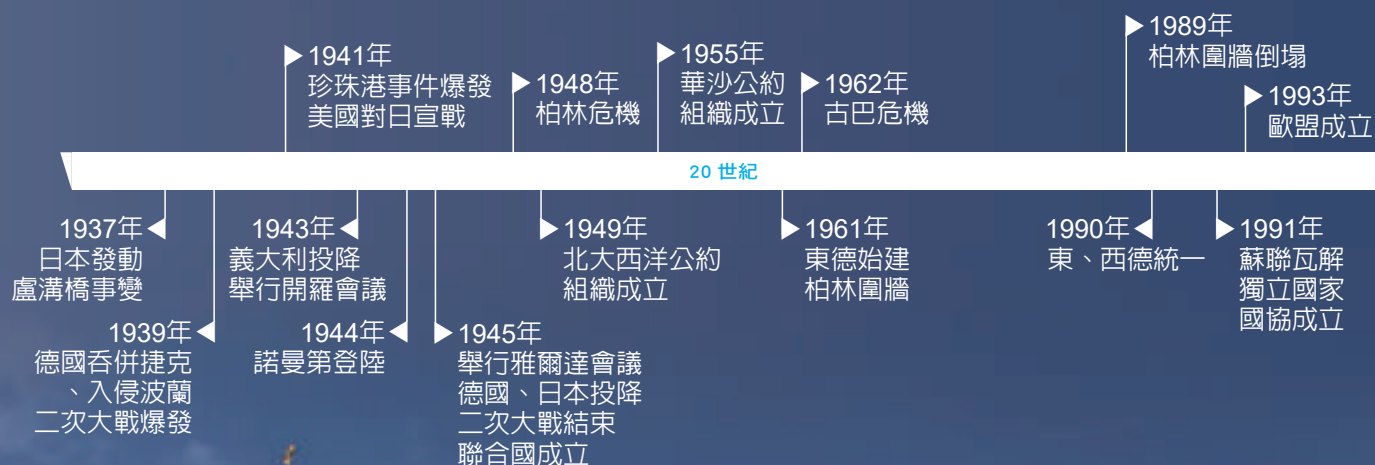 1941年
珍珠港事件爆發
美國對日宣戰
1948年
柏林危機
1955年
華沙公約
組織成立
1962年
古巴危機
1989年
柏林圍牆倒塌
1993年
歐盟成立
20 世紀
1937年
日本發動
盧溝橋事變
1939年
德國吞併捷克
、入侵波蘭
二次大戰爆發
1943年
義大利投降
舉行開羅會議
1944年
諾曼第登陸
1945年
舉行雅爾達會議
德國、日本投降
二次大戰結束
聯合國成立
1949年
北大西洋公約
組織成立
1961年
東德始建
柏林圍牆
1990年
東、西德統一
1991年
蘇聯瓦解
獨立國家
國協成立